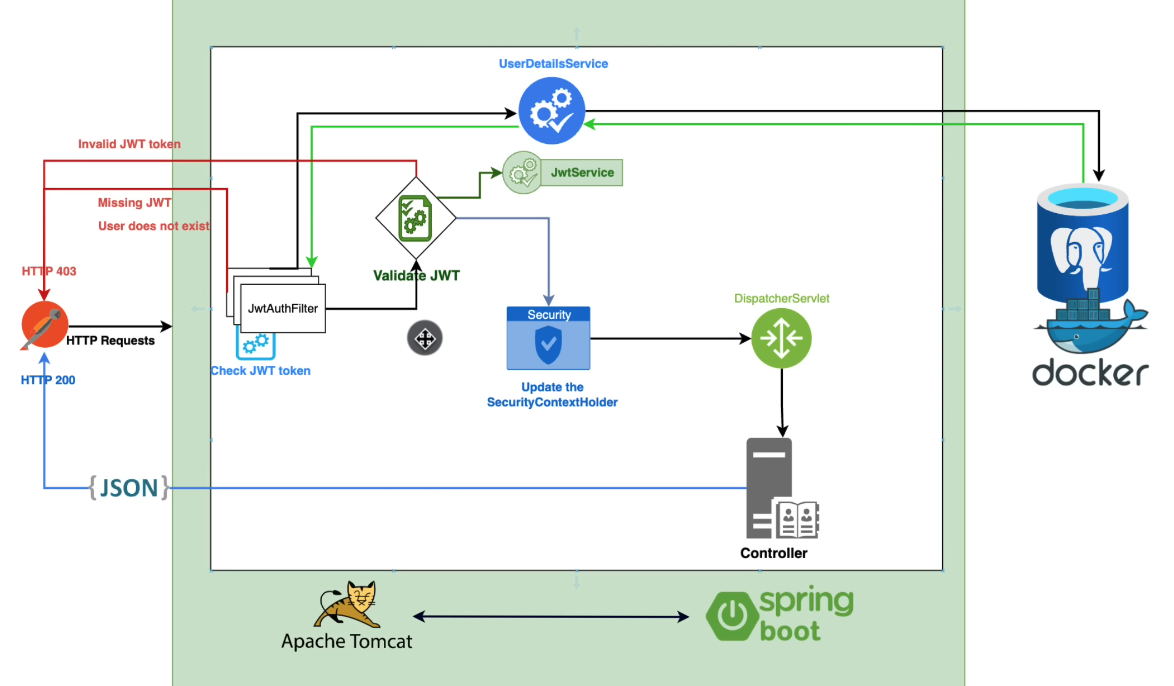 UserDetailsService
Invalid JWT token
JwtService
Missing JWT
User does not exist
HTTP 403
Validate JWT
JwtAuthFilter
DispatcherServlet
Security
HTTP Requests
Check JWT token
HTTP 200
Update the
SecurityContextHolder
docker
{JSON}
Controller
Apache Tomcat
spring
boot